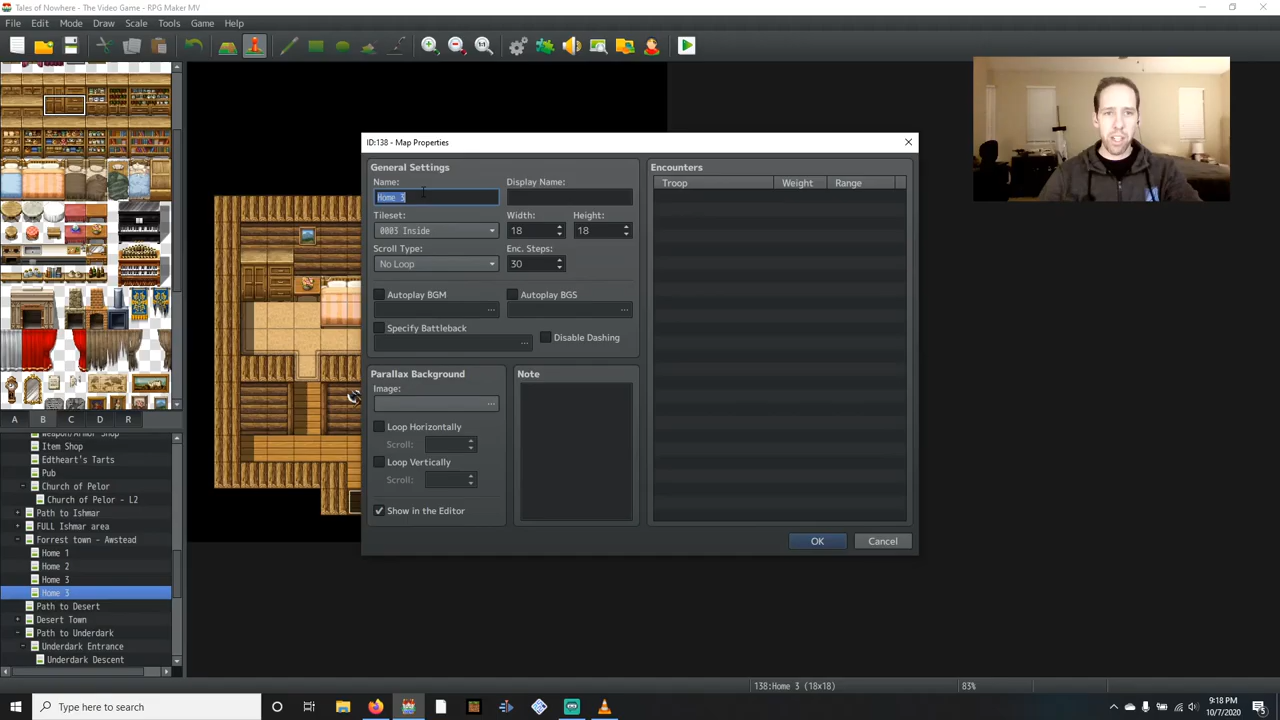 Tales of Nowhere - The Video Game - RPG Maker MV
File Edit Mode Draw Scale Tools Game Help
ID:138 - Map Properties
General Settings
Name:
Display Name:
Home 3
Tileset:
Width:
Height:
0003 Inside
18
18
Scroll Type:
Enc. Steps:
No Loop
30
Autoplay BGM
Autoplay BGS
...
...
Specify Battleback
Disable Dashing
...
Parallax Background
Image:
...
Loop Horizontally
Scroll:
Loop Vertically
Scroll:
Show in the Editor
Note
Encounters
Troop Weight Range
OK Cancel
A B C D R
Weapon/Armor Shop
Item Shop
Edtheart's Tarts
Pub
Church of Pelor
Church of Pelor - L2
Path to Ishmar
FULL Ishmar area
Forrest town - Awstead
Home 1
Home 2
Home 3
Home 3
Path to Desert
Desert Town
Path to Underdark
Underdark Entrance
Underdark Descent
138:Home 3 (18x18)
83%
Type here to search
9:18 PM
10/7/2020